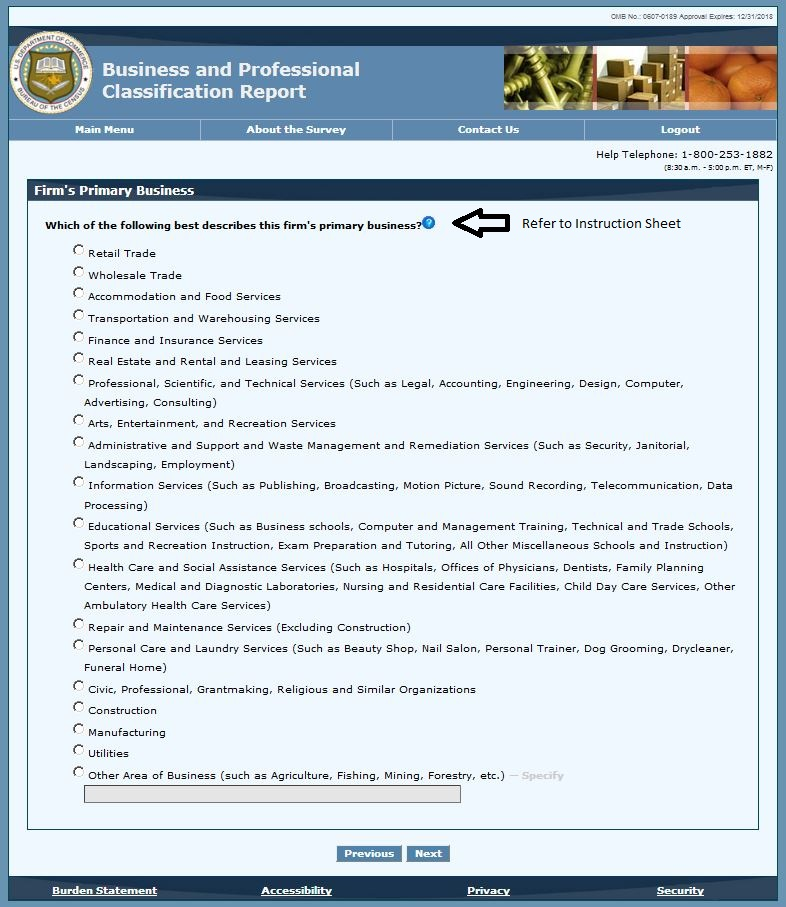 OMB No.: 0607-0189 Approval Expires: 12/31/2018
U.S. DEPARTMENT OF COMMERCE
BUREAU OF THE CENSUS
Business and Professional
Classification Report
Main Menu About the Survey Contact Us Logout
Help Telephone: 1-800-253-1882
(8:30 a.m. - 5:00 p.m. ET, M-F)
Firm's Primary Business
Which of the following best describes this firm's primary business? ? Refer to Instruction Sheet
Retail Trade
Wholesale Trade
Accommodation and Food Services
Transportation and Warehousing Services
Finance and Insurance Services
Real Estate and Rental and Leasing Services
Professional, Scientific, and Technical Services (Such as Legal, Accounting, Engineering, Design, Computer,
Advertising, Consulting)
Arts, Entertainment, and Recreation Services
Administrative and Support and Waste Management and Remediation Services (Such as Security, Janitorial,
Landscaping, Employment)
Information Services (Such as Publishing, Broadcasting, Motion Picture, Sound Recording, Telecommunication, Data
Processing)
Educational Services (Such as Business schools, Computer and Management Training, Technical and Trade Schools,
Sports and Recreation Instruction, Exam Preparation and Tutoring, All Other Miscellaneous Schools and Instruction)
Health Care and Social Assistance Services (Such as Hospitals, Offices of Physicians, Dentists, Family Planning
Centers, Medical and Diagnostic Laboratories, Nursing and Residential Care Facilities, Child Day Care Services, Other
Ambulatory Health Care Services)
Repair and Maintenance Services (Excluding Construction)
Personal Care and Laundry Services (Such as Beauty Shop, Nail Salon, Personal Trainer, Dog Grooming, Drycleaner,
Funeral Home)
Civic, Professional, Grantmaking, Religious and Similar Organizations
Construction
Manufacturing
Utilities
Other Area of Business (such as Agriculture, Fishing, Mining, Forestry, etc.) — Specify
Previous Next
Burden Statement Accessibility Privacy Security